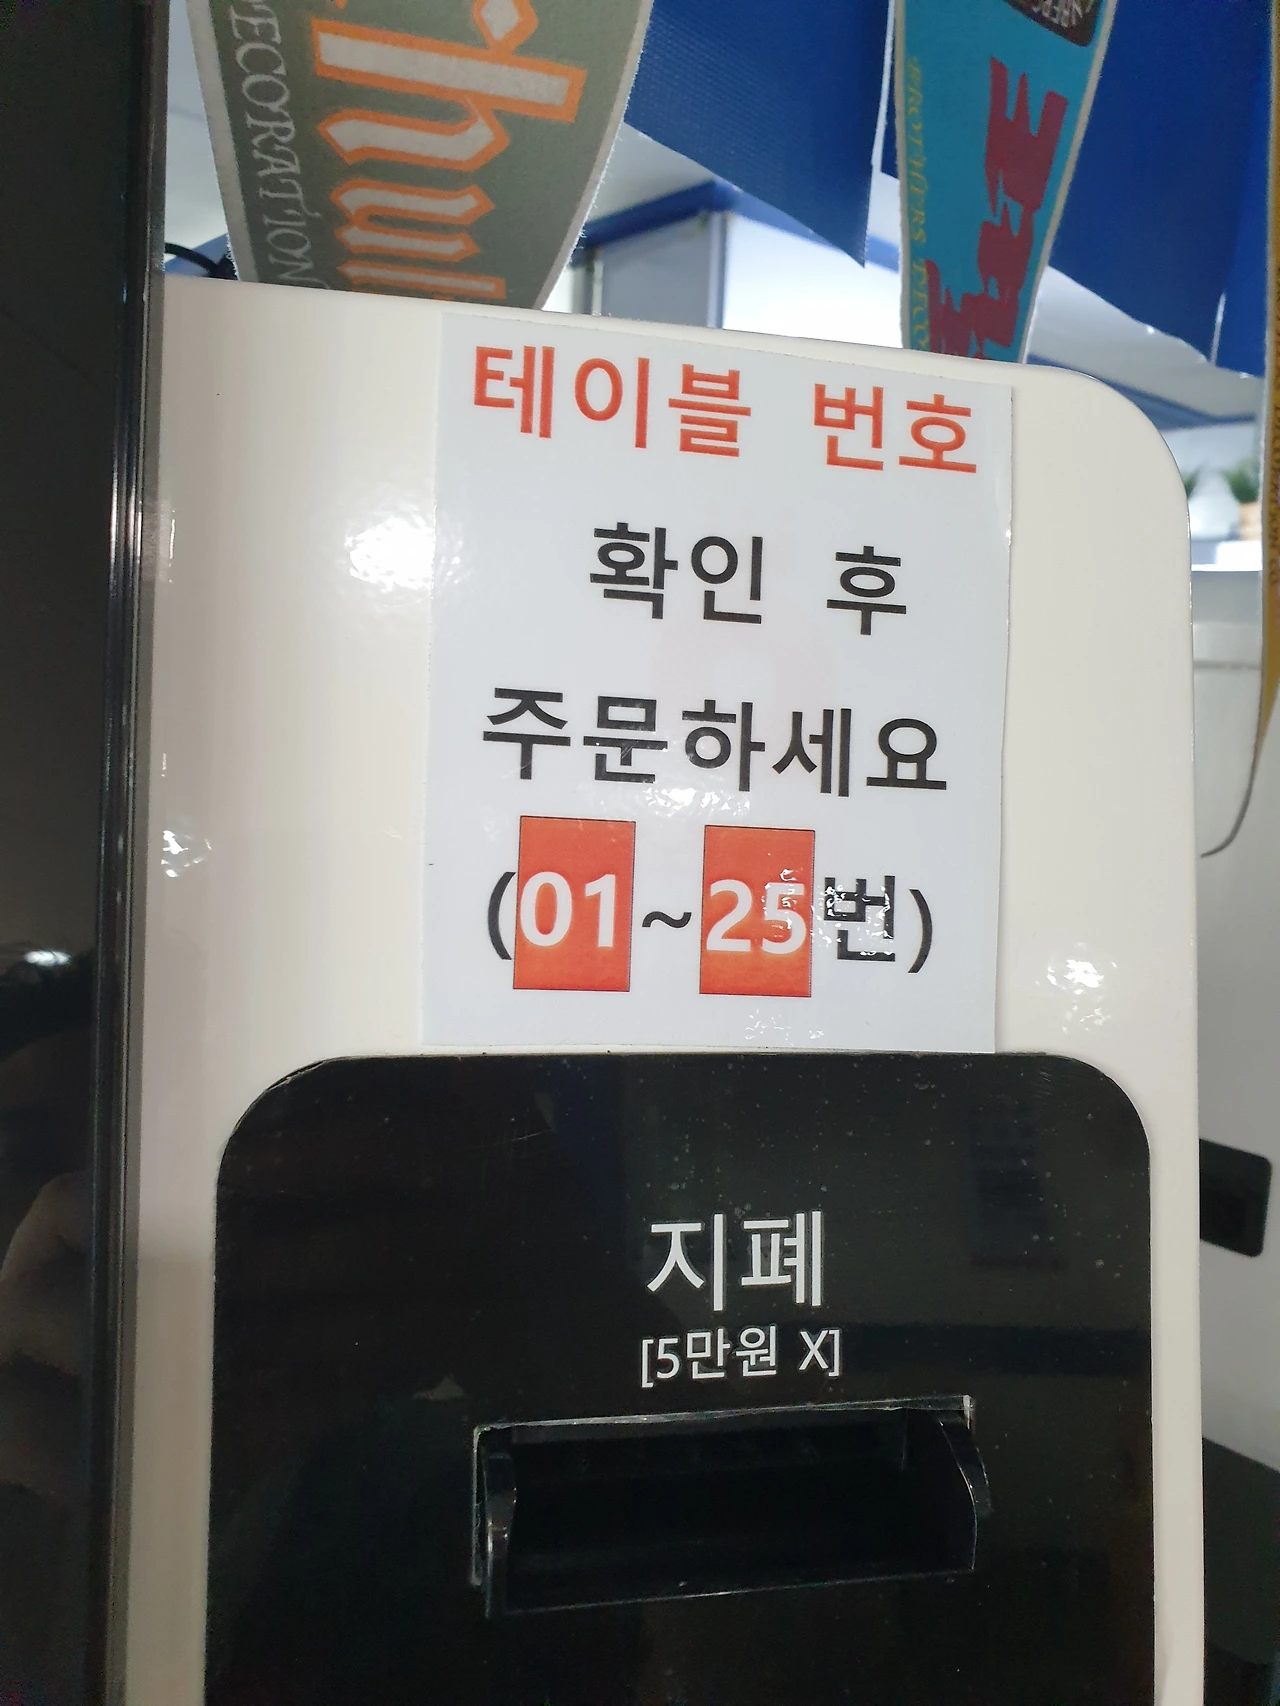 DECORATION
테이블 번호
확인 후
주문하세요
(01~25번)
지폐
[5만원 X]